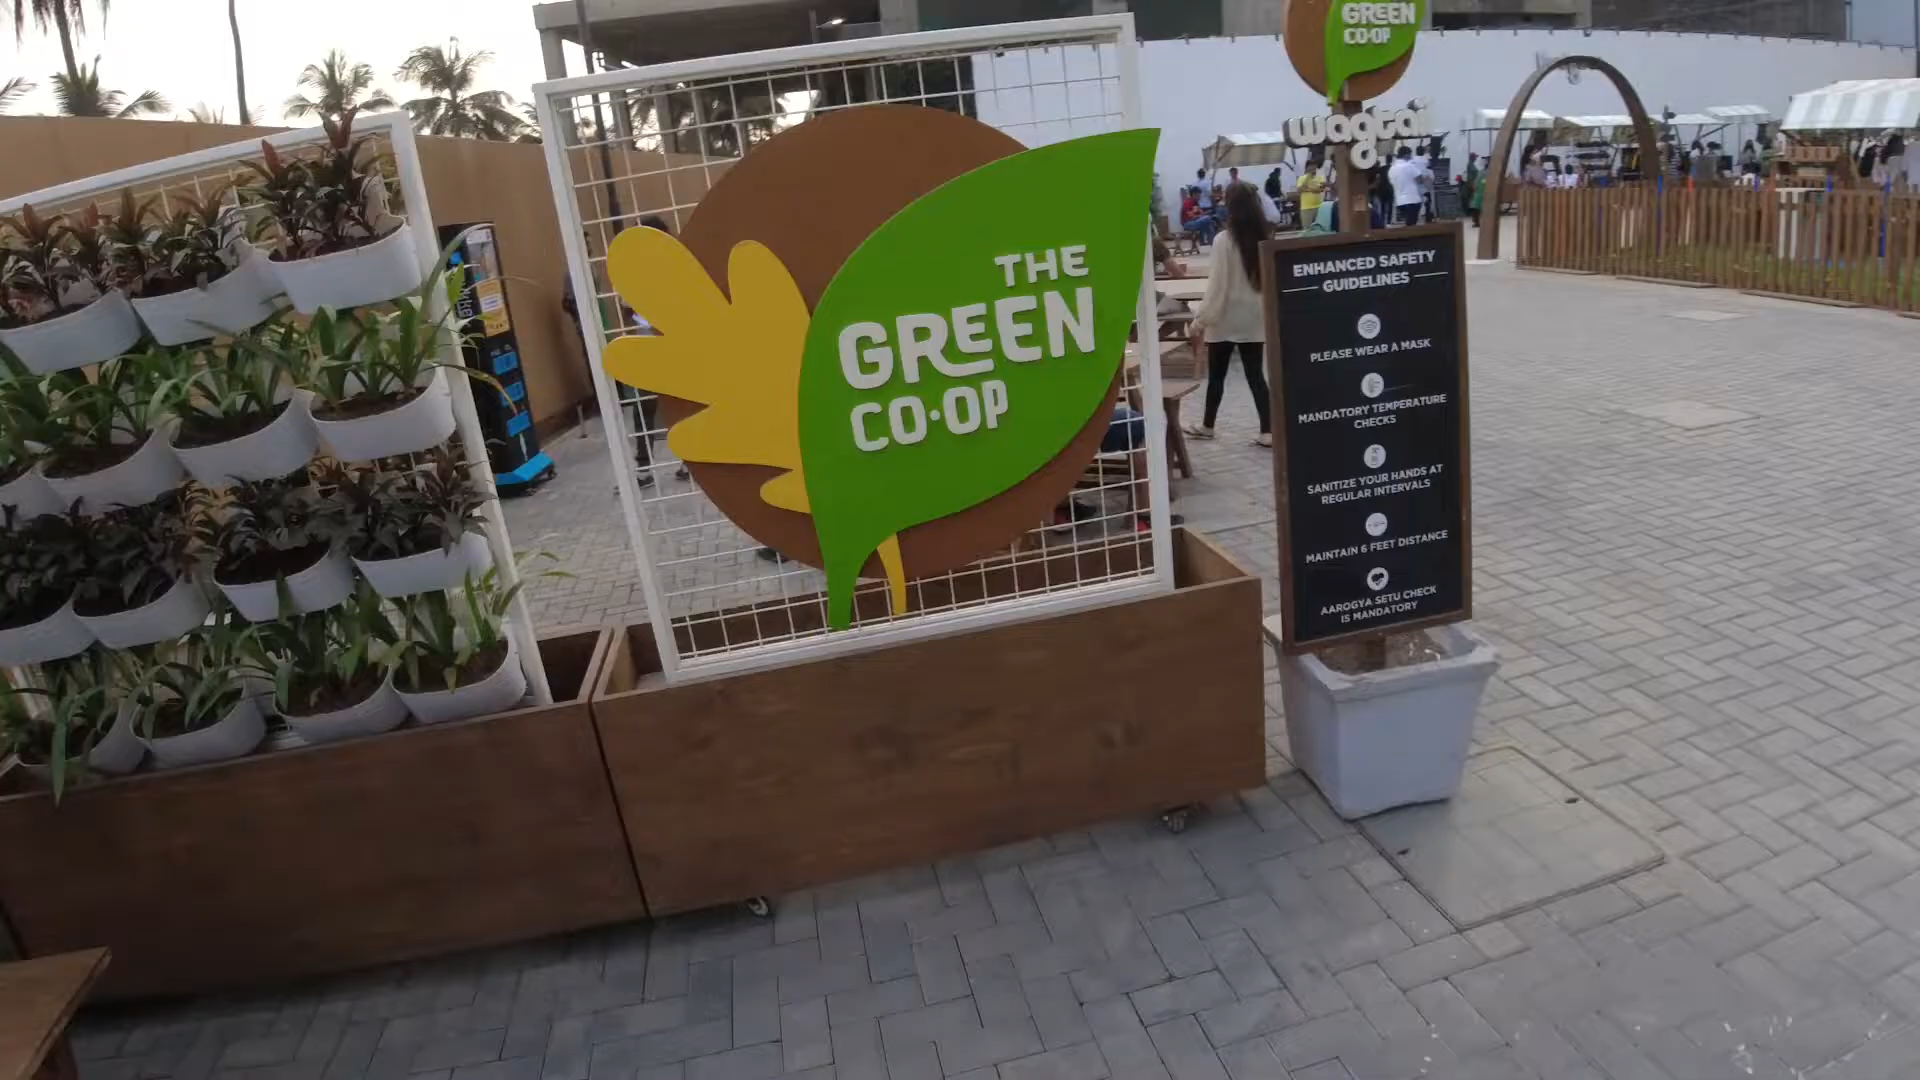 THE
GREEN
CO·OP
GREEN
CO·OP
wagtail
ENHANCED SAFETY
GUIDELINES
PLEASE WEAR A MASK
MANDATORY TEMPERATURE
CHECKS
SANITIZE YOUR HANDS AT
REGULAR INTERVALS
MAINTAIN 6 FEET DISTANCE
AAROGYA SETU CHECK
IS MANDATORY